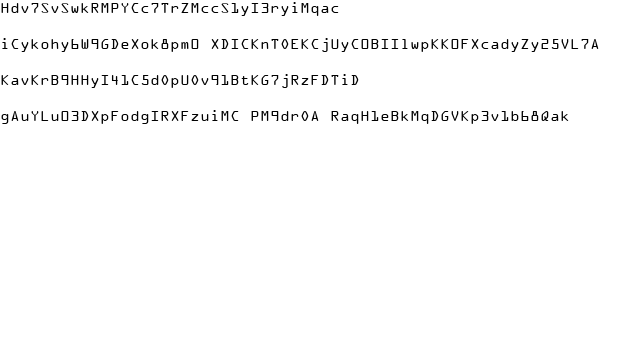 Hdv7SvSwkRMPYCc7TrZMccS1yI3ryiMqac
iCykohy6W9GDeXok8pmO XDICKnT0EKCjUyCOBIIlwpKKOFXcadyZy25VL7A
KavKrB9HHyI41C5d0pU0v91BtKG7jRzFDTiD
gAuYLuO3DXpFodgIRXFzuiMC PM9dr0A RaqH1eBkMqDGVKp3v1b68Qak